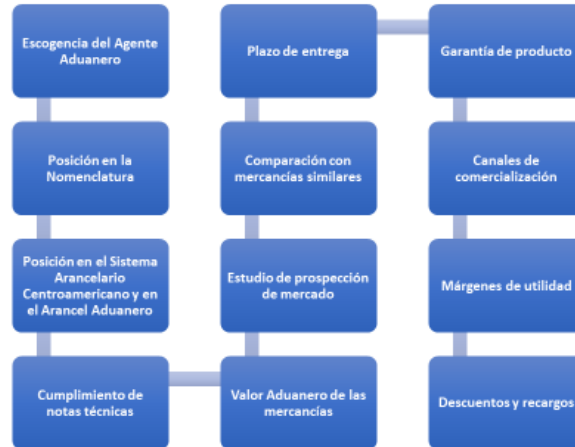 Escogencia del Agente
Aduanero
Posición en la
Nomenclatura
Posición en el Sistema
Arancelario
Centroamericano y en
el Arancel Aduanero
Cumplimiento de
notas técnicas
Valor Aduanero de las
mercancías
Estudio de prospección
de mercado
Comparación con
mercancías similares
Plazo de entrega
Garantía de producto
Canales de
comercialización
Márgenes de utilidad
Descuentos y recargos